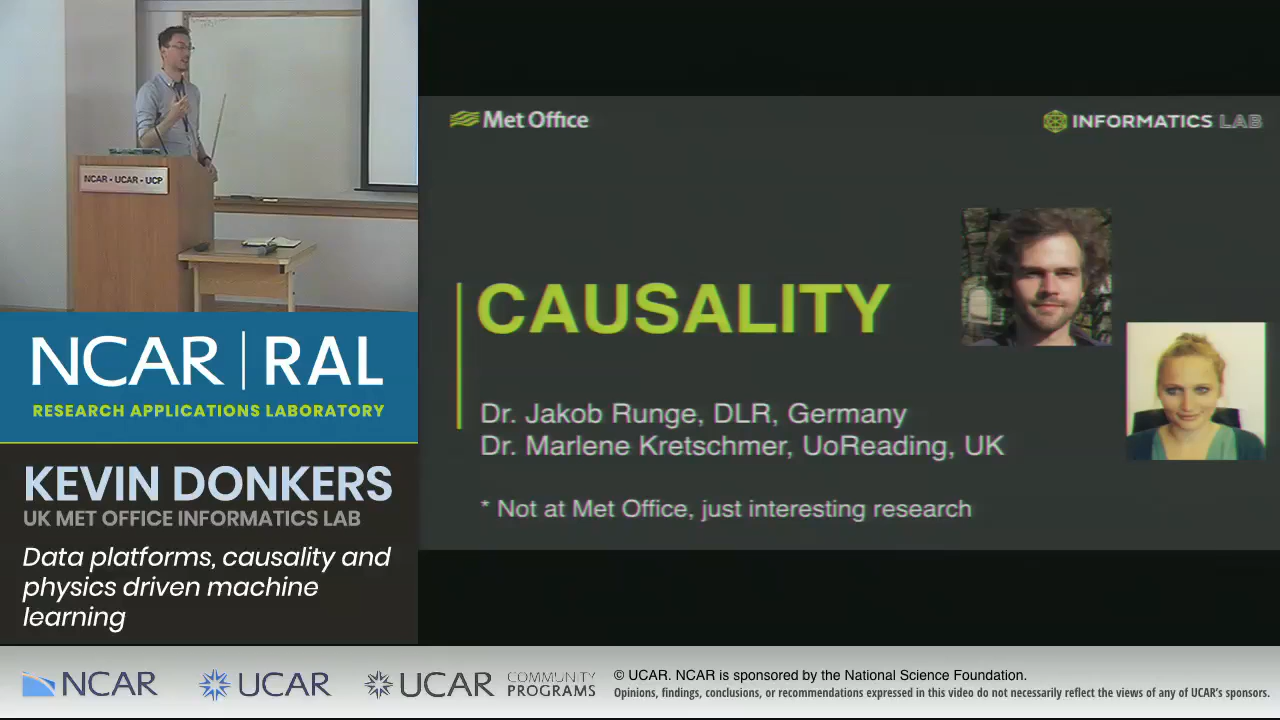 NCAR - UCAR - UCP
NCAR | RAL
RESEARCH APPLICATIONS LABORATORY
KEVIN DONKERS
UK MET OFFICE INFORMATICS LAB
Data platforms, causality and
physics driven machine
learning
Met Office
INFORMATICS LAB
CAUSALITY
Dr. Jakob Runge, DLR, Germany
Dr. Marlene Kretschmer, UoReading, UK
* Not at Met Office, just interesting research
NCAR
UCAR
UCAR
COMMUNITY
PROGRAMS
© UCAR. NCAR is sponsored by the National Science Foundation.
Opinions, findings, conclusions, or recommendations expressed in this video do not necessarily reflect the views of any of UCAR's sponsors.